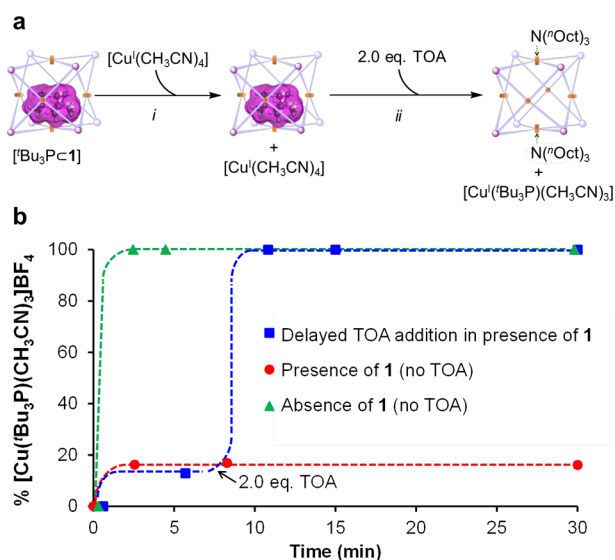 a
[Cuᴵ(CH₃CN)₄]
i
2.0 eq. TOA
ii
N(ⁿOct)₃
[ᵗBu₃P⊂1]
+
[Cuᴵ(CH₃CN)₄]
N(ⁿOct)₃
+
[Cuᴵ(ᵗBu₃P)(CH₃CN)₃]
b
% [Cu(ᵗBu₃P)(CH₃CN)₃]BF₄
100
80
60
40
20
0
Delayed TOA addition in presence of 1
Presence of 1 (no TOA)
Absence of 1 (no TOA)
2.0 eq. TOA
0 5 10 15 20 25 30
Time (min)